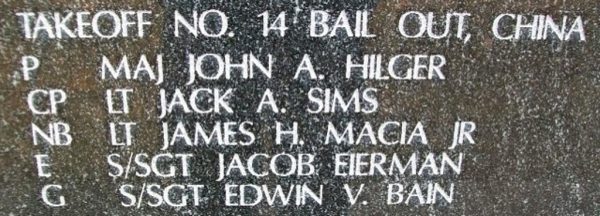 TAKEOFF NO. 14 BAIL OUT, CHINA
P MAJ JOHN A. HILGER
CP LT JACK A. SIMS
NB LT JAMES H. MACIA JR
E S/SGT JACOB EIERMAN
G S/SGT EDWIN V. BAIN